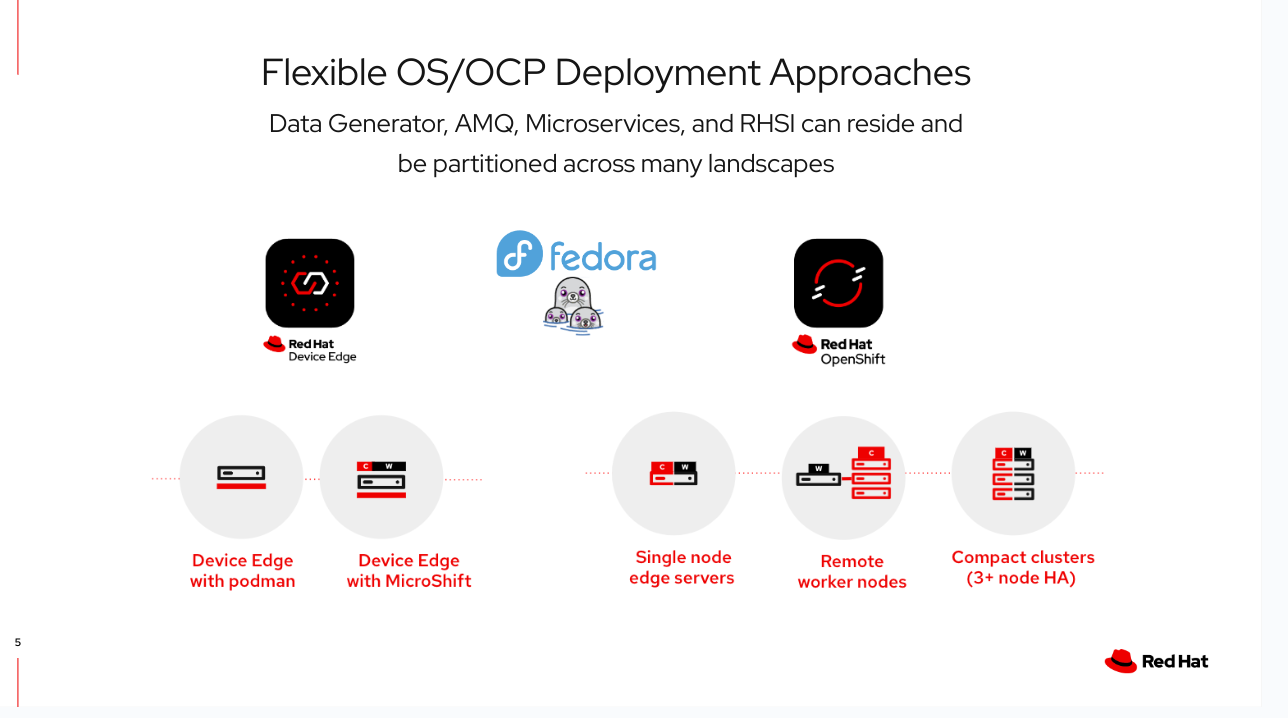 Flexible OS/OCP Deployment Approaches
Data Generator, AMQ, Microservices, and RHSI can reside and
be partitioned across many landscapes
fedora
Red Hat
Device Edge
Red Hat
OpenShift
C W
C W
W
C
C W
Device Edge
with podman
Device Edge
with MicroShift
Single node
edge servers
Remote
worker nodes
Compact clusters
(3+ node HA)
5
Red Hat